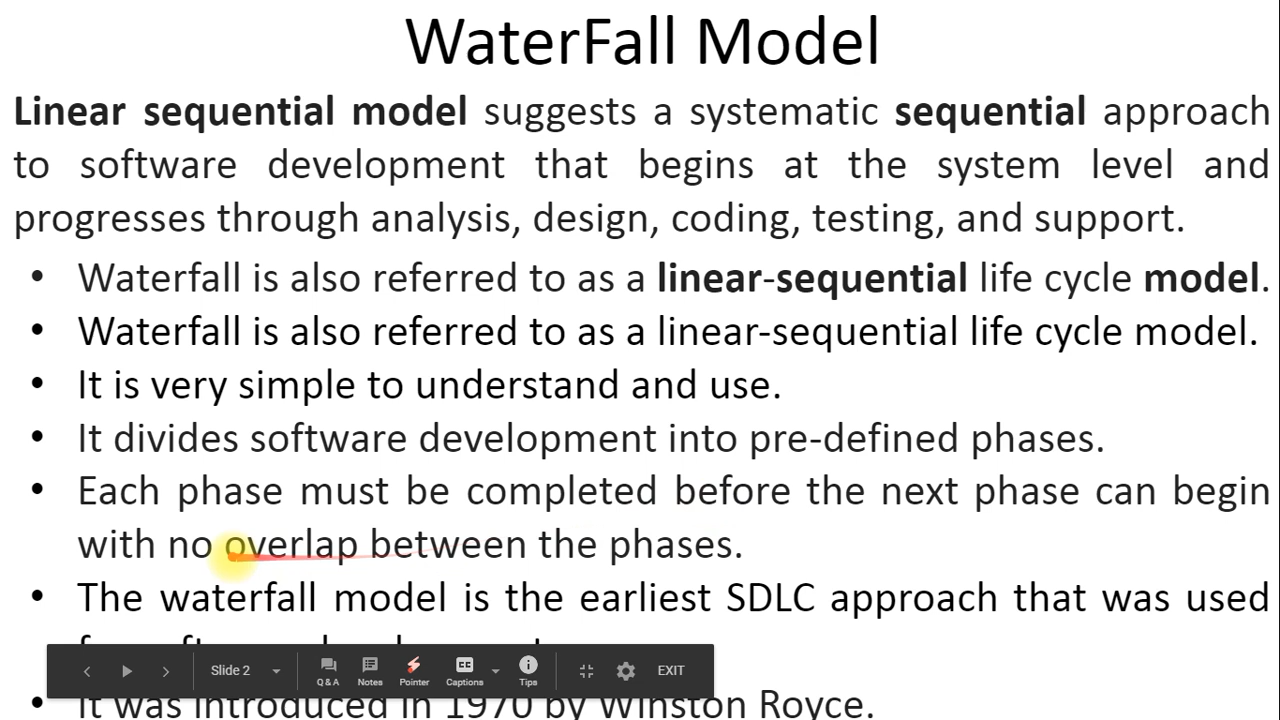 WaterFall Model
Linear sequential model suggests a systematic sequential approach
to software development that begins at the system level and
progresses through analysis, design, coding, testing, and support.
• Waterfall is also referred to as a linear-sequential life cycle model.
• Waterfall is also referred to as a linear-sequential life cycle model.
• It is very simple to understand and use.
• It divides software development into pre-defined phases.
• Each phase must be completed before the next phase can begin
with no overlap between the phases.
• The waterfall model is the earliest SDLC approach that was used
Slide 2 Q&A Notes Pointer CC Captions Tips EXIT
• It was introduced in 1970 by Winston Royce.